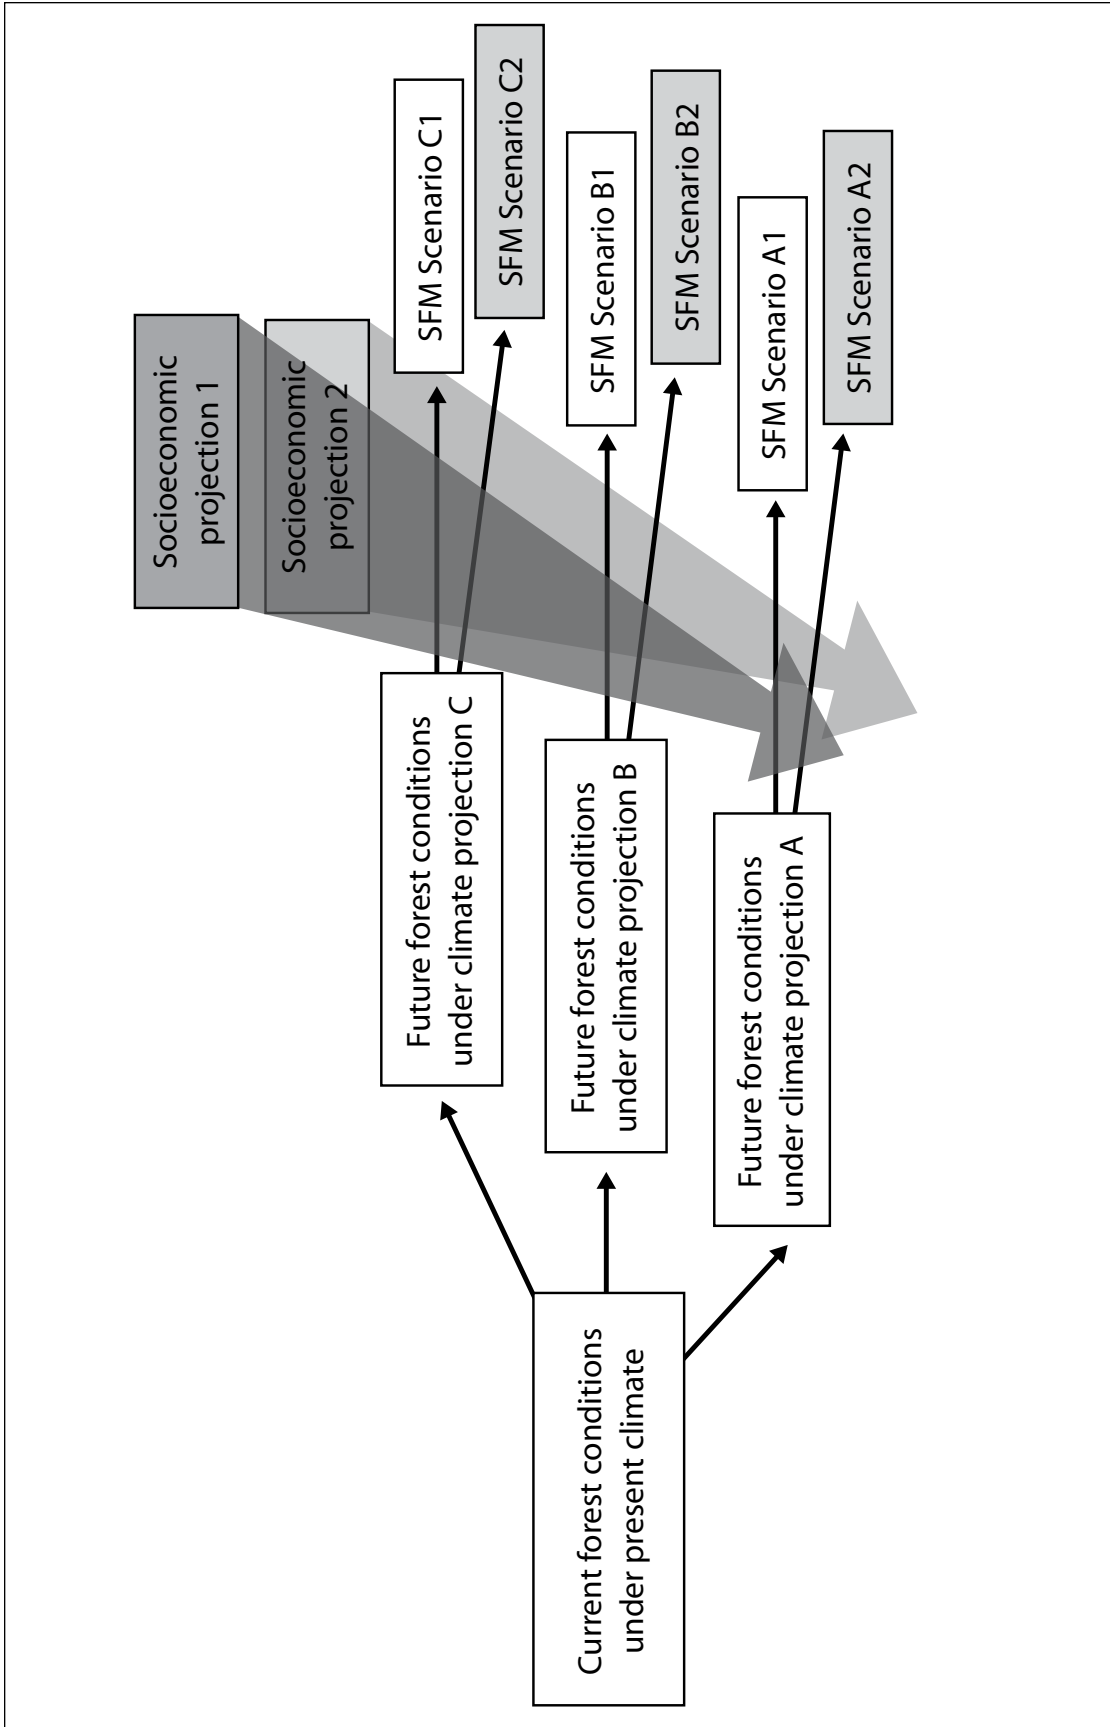 Socioeconomic
projection 1
Socioeconomic
projection 2
SFM Scenario C1
SFM Scenario C2
SFM Scenario B1
SFM Scenario B2
SFM Scenario A1
SFM Scenario A2
Future forest conditions
under climate projection C
Future forest conditions
under climate projection B
Future forest conditions
under climate projection A
Current forest conditions
under present climate